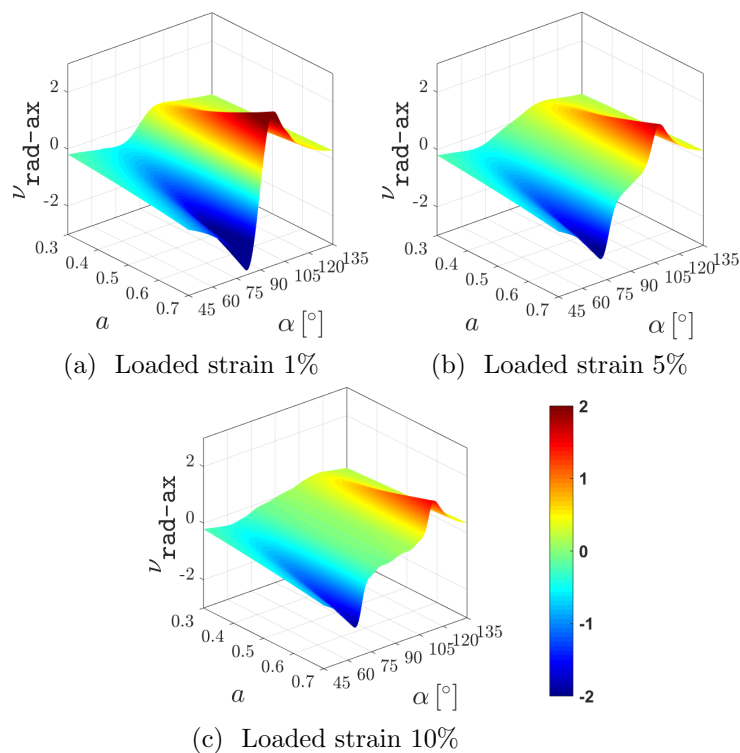 2
0
-2
ν rad-ax
0.3
0.4
0.5
0.6
0.7
a
45 60 75 90 105 120 135
α [°]
(a) Loaded strain 1%
2
0
-2
ν rad-ax
0.3
0.4
0.5
0.6
0.7
a
45 60 75 90 105 120 135
α [°]
(b) Loaded strain 5%
2
0
-2
ν rad-ax
0.3
0.4
0.5
0.6
0.7
a
45 60 75 90 105 120 135
α [°]
2
1
0
-1
-2
(c) Loaded strain 10%